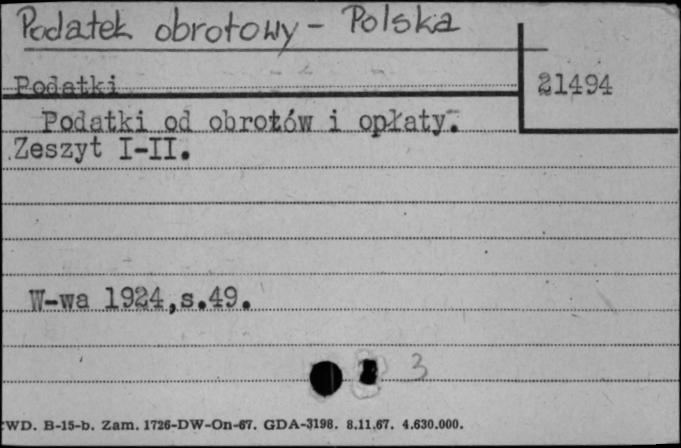 Podatek obrotowy - Polska
Podatki
21494
Podatki od obrotów i opłaty.
Zeszyt I-II.
W-wa 1924,s.49.
3
WD. B-15-b. Zam. 1726-DW-On-67. GDA-3198. 8.11.67. 4.630.000.